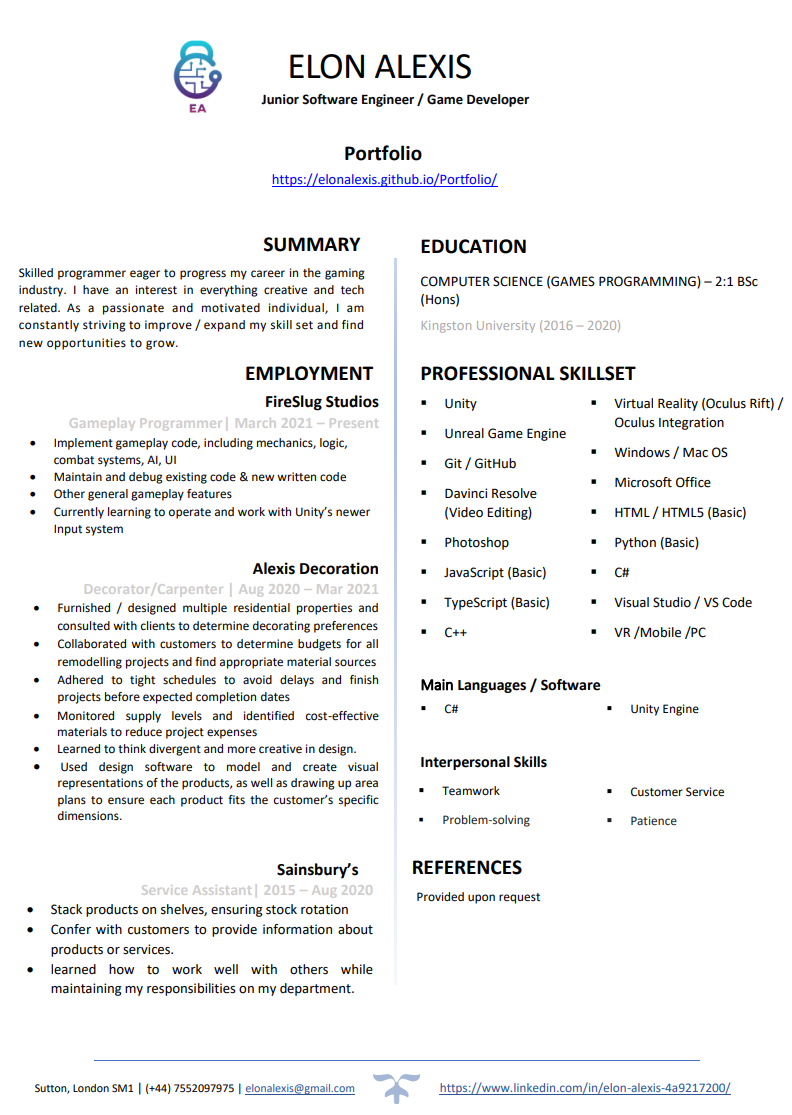 EA
ELON ALEXIS
Junior Software Engineer / Game Developer
Portfolio
https://elonalexis.github.io/Portfolio/
SUMMARY
Skilled programmer eager to progress my career in the gaming
industry. I have an interest in everything creative and tech
related. As a passionate and motivated individual, I am
constantly striving to improve / expand my skill set and find
new opportunities to grow.
EMPLOYMENT
FireSlug Studios
Gameplay Programmer| March 2021 – Present
• Implement gameplay code, including mechanics, logic,
combat systems, AI, UI
• Maintain and debug existing code & new written code
• Other general gameplay features
• Currently learning to operate and work with Unity's newer
Input system
Alexis Decoration
Decorator/Carpenter | Aug 2020 – Mar 2021
• Furnished / designed multiple residential properties and
consulted with clients to determine decorating preferences
• Collaborated with customers to determine budgets for all
remodelling projects and find appropriate material sources
• Adhered to tight schedules to avoid delays and finish
projects before expected completion dates
• Monitored supply levels and identified cost-effective
materials to reduce project expenses
• Learned to think divergent and more creative in design.
• Used design software to model and create visual
representations of the products, as well as drawing up area
plans to ensure each product fits the customer's specific
dimensions.
Sainsbury's
Service Assistant| 2015 – Aug 2020
• Stack products on shelves, ensuring stock rotation
• Confer with customers to provide information about
products or services.
• learned how to work well with others while
maintaining my responsibilities on my department.
EDUCATION
COMPUTER SCIENCE (GAMES PROGRAMMING) – 2:1 BSc
(Hons)
Kingston University (2016 – 2020)
PROFESSIONAL SKILLSET
▪ Unity
▪ Unreal Game Engine
▪ Git / GitHub
▪ Davinci Resolve
(Video Editing)
▪ Photoshop
▪ JavaScript (Basic)
▪ TypeScript (Basic)
▪ C++
▪ Virtual Reality (Oculus Rift) /
Oculus Integration
▪ Windows / Mac OS
▪ Microsoft Office
▪ HTML / HTML5 (Basic)
▪ Python (Basic)
▪ C#
▪ Visual Studio / VS Code
▪ VR /Mobile /PC
Main Languages / Software
▪ C#
▪ Unity Engine
Interpersonal Skills
▪ Teamwork
▪ Customer Service
▪ Problem-solving
▪ Patience
REFERENCES
Provided upon request
Sutton, London SM1 | (+44) 7552097975 | elonalexis@gmail.com
https://www.linkedin.com/in/elon-alexis-4a9217200/